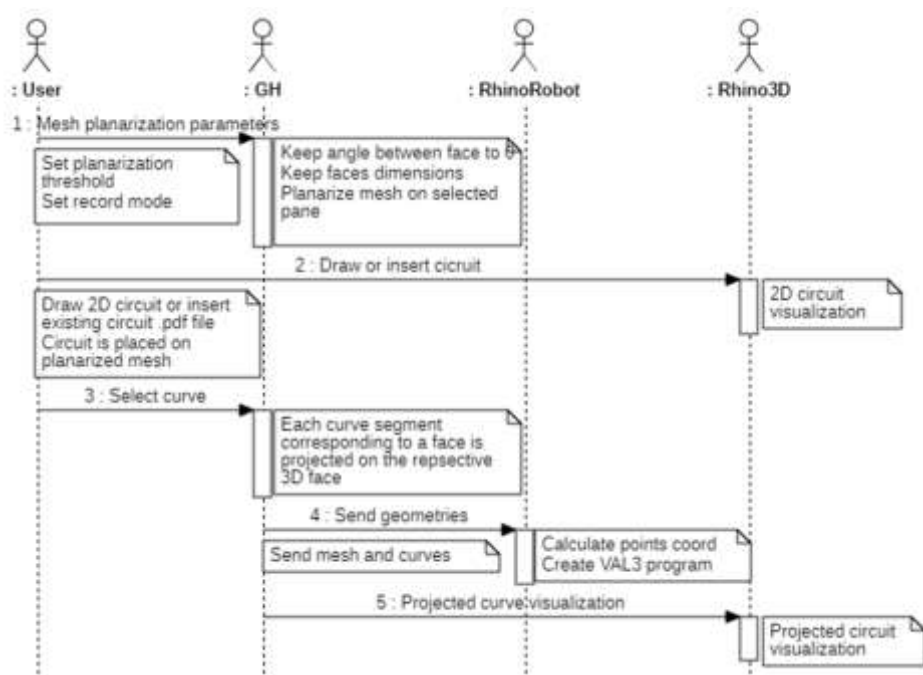 : User
: GH
: RhinoRobot
: Rhino3D
1 : Mesh planarization parameters
Set planarization
threshold
Set record mode
Keep angle between face to 0
Keep faces dimensions
Planarize mesh on selected
pane
2 : Draw or insert cicruit
2D circuit
visualization
Draw 2D circuit or insert
existing circuit .pdf file
Circuit is placed on
planarized mesh
3 : Select curve
Each curve segment
corresponding to a face is
projected on the repsective
3D face
4 : Send geometries
Send mesh and curves
Calculate points coord
Create VAL3 program
5 : Projected curve visualization
Projected circuit
visualization